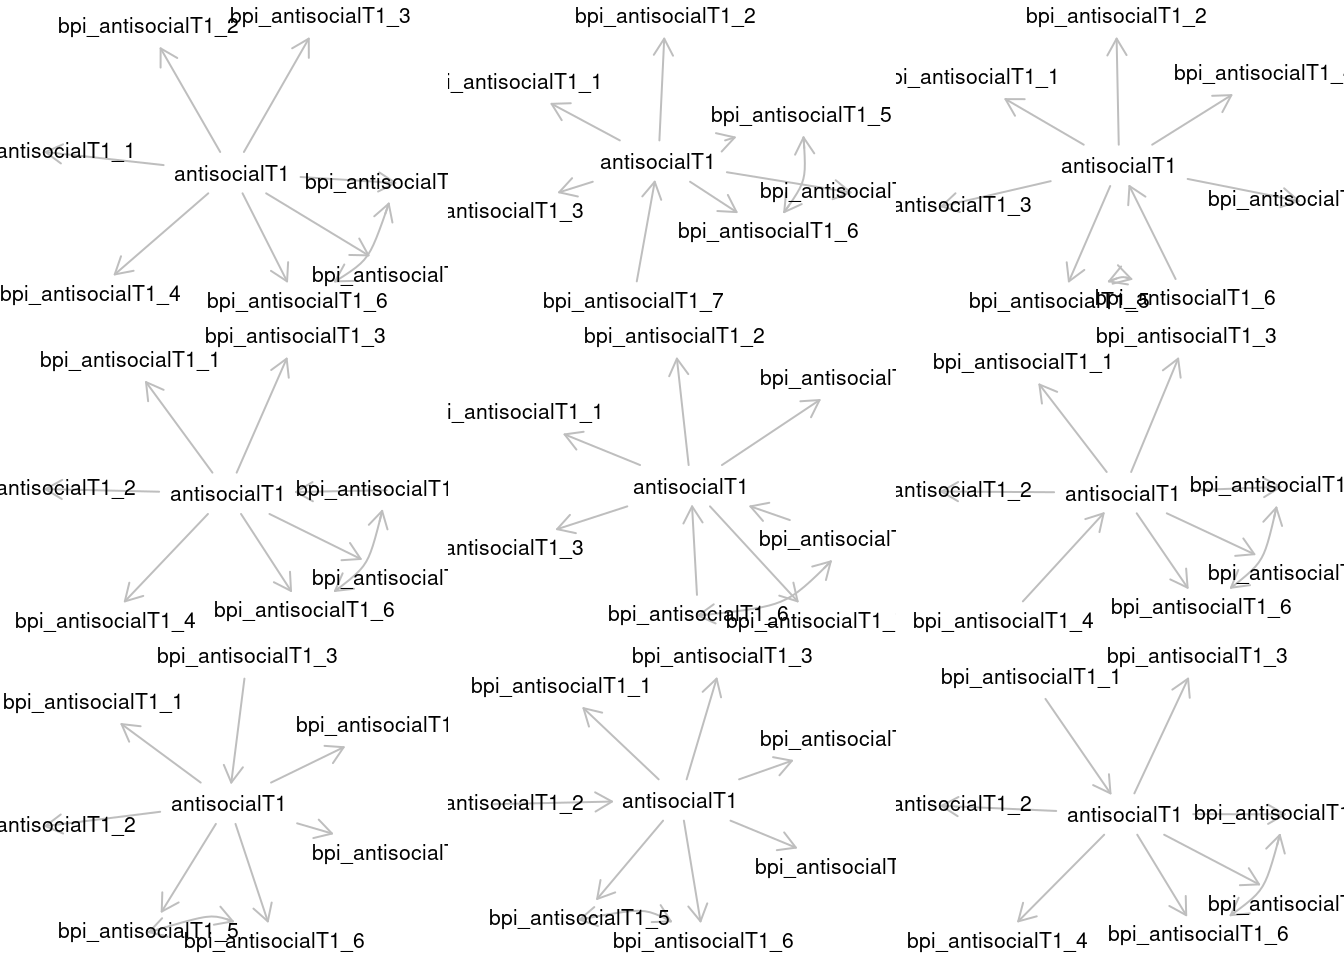 bpi_antisocialT1_2
bpi_antisocialT1_3
antisocialT1_1
antisocialT1
bpi_antisocialT
bpi_antisocialT
bpi_antisocialT1_4
bpi_antisocialT1_6
bpi_antisocialT1_2
i_antisocialT1_1
bpi_antisocialT1_5
antisocialT1
bpi_antisocialT
antisocialT1_3
bpi_antisocialT1_6
bpi_antisocialT1_7
bpi_antisocialT1_2
bpi_antisocialT1_1
bpi_antisocialT1_
antisocialT1
antisocialT1_3
bpi_antisocialT
bpi_antisocialT1_5
bpi_antisocialT1_6
bpi_antisocialT1_3
bpi_antisocialT1_1
antisocialT1_2
antisocialT1
bpi_antisocialT1
bpi_antisocialT
bpi_antisocialT1_6
bpi_antisocialT1_4
bpi_antisocialT1_2
bpi_antisocialT
i_antisocialT1_1
antisocialT1
bpi_antisocialT
antisocialT1_3
bpi_antisocialT1_6
bpi_antisocialT1_
bpi_antisocialT1_3
bpi_antisocialT1_1
antisocialT1_2
antisocialT1
bpi_antisocialT1
bpi_antisocialT
bpi_antisocialT1_6
bpi_antisocialT1_4
bpi_antisocialT1_3
bpi_antisocialT1_1
bpi_antisocialT1
antisocialT1
antisocialT1_2
bpi_antisocialT
bpi_antisocialT1_5
bpi_antisocialT1_6
bpi_antisocialT1_3
bpi_antisocialT1_1
bpi_antisocialT
antisocialT1_2
antisocialT1
bpi_antisocialT
bpi_antisocialT1_5
bpi_antisocialT1_6
bpi_antisocialT1_3
bpi_antisocialT1_1
antisocialT1_2
antisocialT1
bpi_antisocialT1
bpi_antisocialT
bpi_antisocialT1_6
bpi_antisocialT1_4